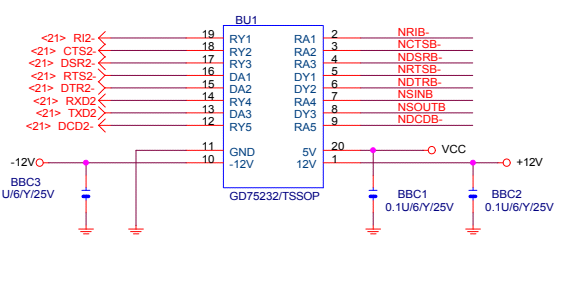 BU1
<21> RI2- 19 RY1 RA1 2 NRIB-
<21> CTS2- 18 RY2 RA2 3 NCTSB-
<21> DSR2- 17 RY3 RA3 4 NDSRB-
<21> RTS2- 16 DA1 DY1 5 NRTSB-
<21> DTR2- 15 DA2 DY2 6 NDTRB-
<21> RXD2 14 RY4 RA4 7 NSINB
<21> TXD2 13 DA3 DY3 8 NSOUTB
<21> DCD2- 12 RY5 RA5 9 NDCDB-
11 GND 5V 20 VCC
-12V 10 -12V 12V 1 +12V
BBC3
U/6/Y/25V
GD75232/TSSOP
BBC1
0.1U/6/Y/25V
BBC2
0.1U/6/Y/25V